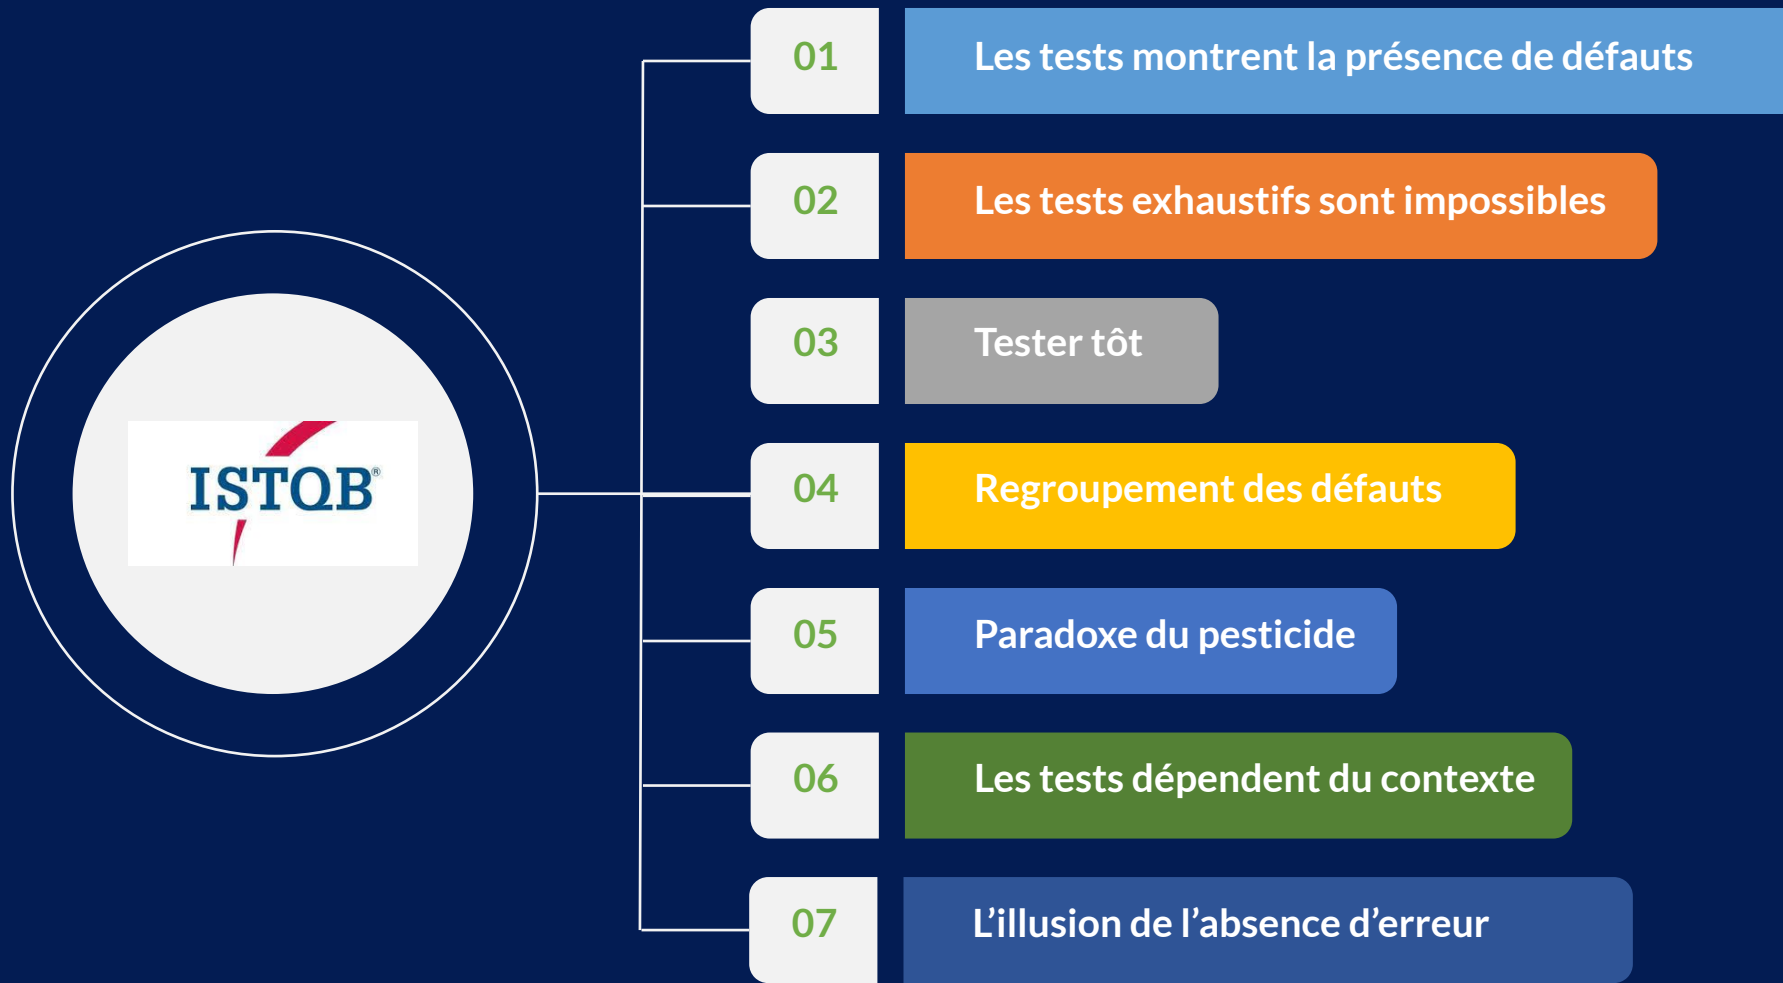 01
Les tests montrent la présence de défauts
02
Les tests exhaustifs sont impossibles
03
Tester tôt
ISTQB®
04
Regroupement des défauts
05
Paradoxe du pesticide
06
Les tests dépendent du contexte
07
L’illusion de l’absence d’erreur